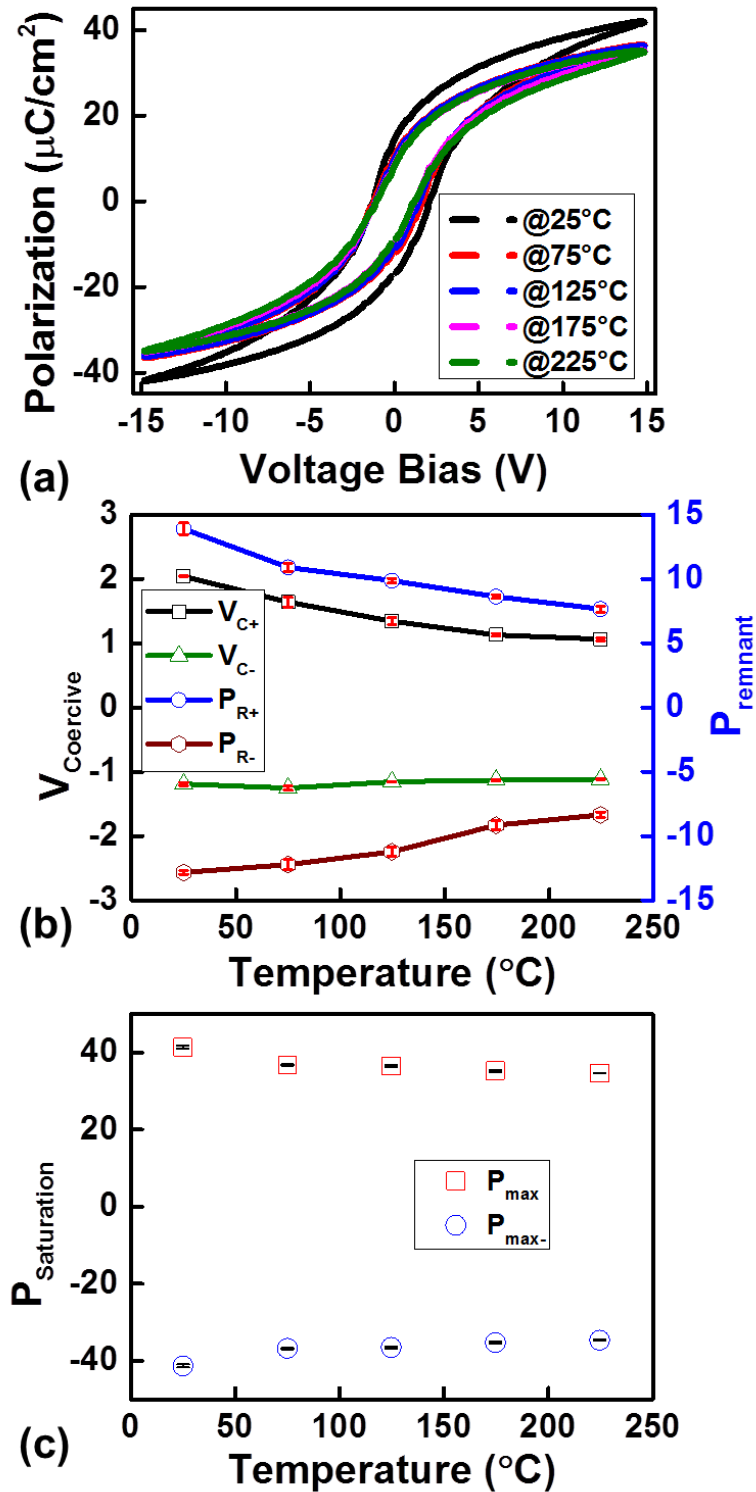 40
20
0
-20
-40
Polarization (μC/cm²)
@25°C
@75°C
@125°C
@175°C
@225°C
-15 -10 -5 0 5 10 15
Voltage Bias (V)
(a)
3
2
1
0
-1
-2
-3
V_Coercive
V_C+
V_C-
P_R+
P_R-
15
10
5
0
-5
-10
-15
P_remnant
0 50 100 150 200 250
Temperature (°C)
(b)
40
20
0
-20
-40
P_Saturation
P_max
P_max-
0 50 100 150 200 250
Temperature (°C)
(c)